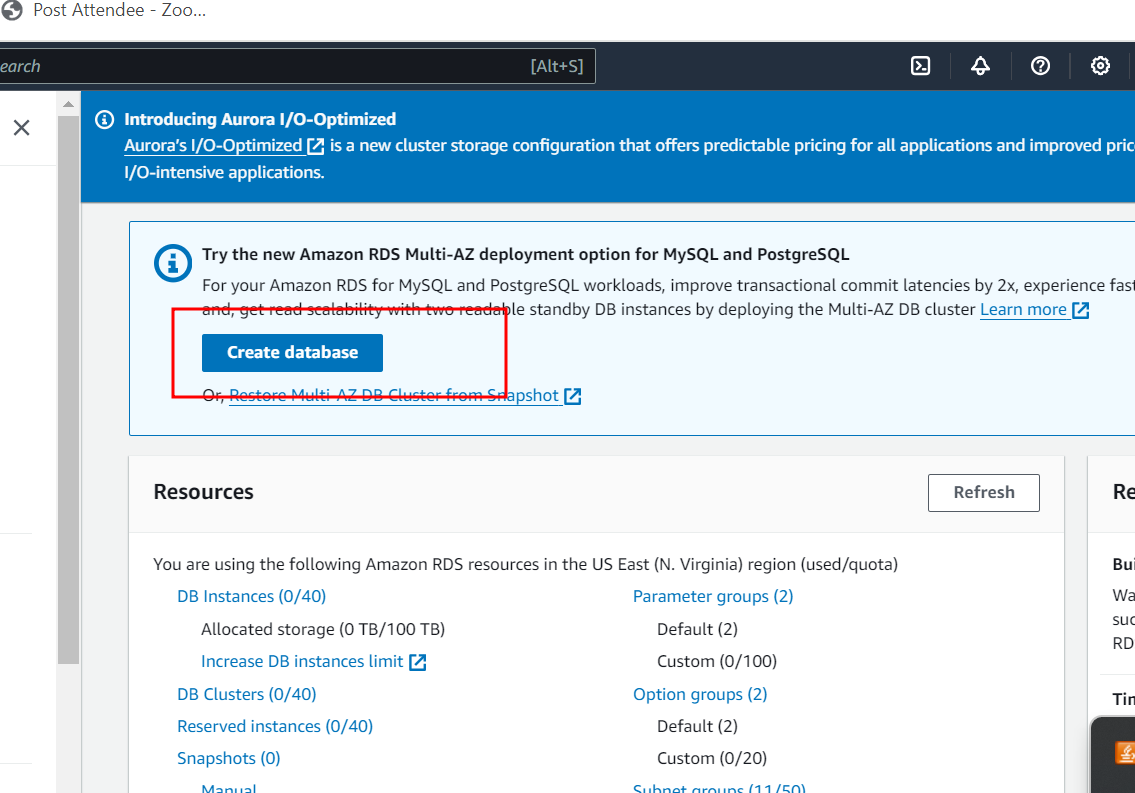 Post Attendee - Zoo...
earch [Alt+S]
Introducing Aurora I/O-Optimized
Aurora's I/O-Optimized is a new cluster storage configuration that offers predictable pricing for all applications and improved pric
I/O-intensive applications.
Try the new Amazon RDS Multi-AZ deployment option for MySQL and PostgreSQL
For your Amazon RDS for MySQL and PostgreSQL workloads, improve transactional commit latencies by 2x, experience fast
and, get read scalability with two readable standby DB instances by deploying the Multi-AZ DB cluster Learn more
Create database
Or, Restore Multi-AZ DB Cluster from Snapshot
Resources
Refresh
You are using the following Amazon RDS resources in the US East (N. Virginia) region (used/quota)
DB Instances (0/40)
Allocated storage (0 TB/100 TB)
Increase DB instances limit
DB Clusters (0/40)
Reserved instances (0/40)
Snapshots (0)
Manual
Parameter groups (2)
Default (2)
Custom (0/100)
Option groups (2)
Default (2)
Custom (0/20)
Subnet groups (11/50)
Re
Bui
Wa
suc
RD
Tin